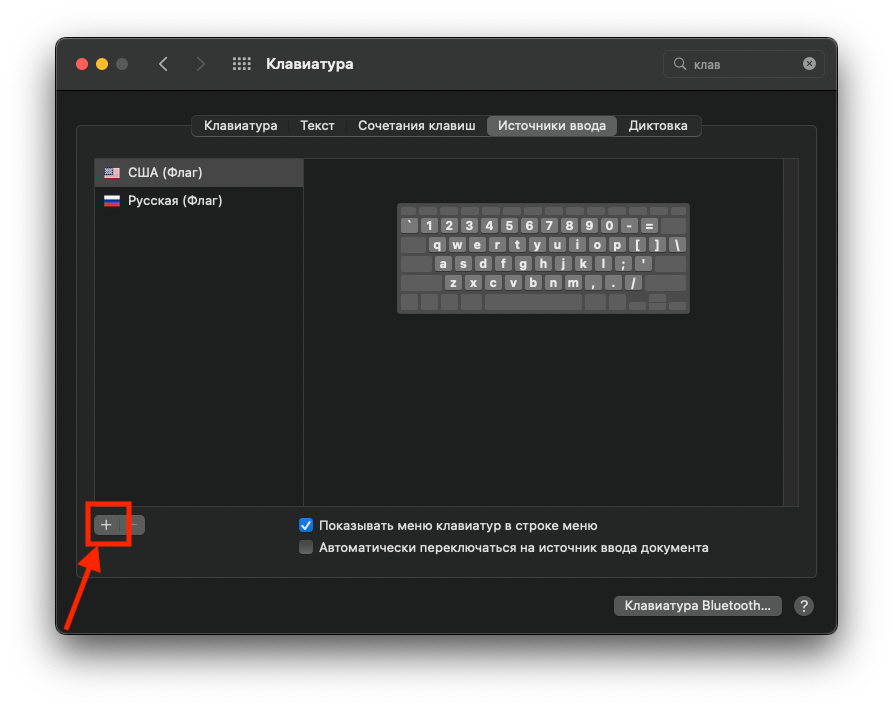 Клавиатура
клав
Клавиатура Текст Сочетания клавиш Источники ввода Диктовка
США (Флаг)
Русская (Флаг)
` 1 2 3 4 5 6 7 8 9 0 - =
q w e r t y u i o p [ ] \
a s d f g h j k l ; '
z x c v b n m , . /
+ −
Показывать меню клавиатур в строке меню
Автоматически переключаться на источник ввода документа
Клавиатура Bluetooth... ?